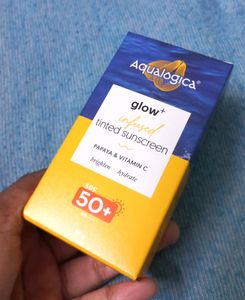 Aqualogica®
glow+
infused
tinted sunscreen
PAPAYA & VITAMIN C
brighten · hydrate
SPF
50+